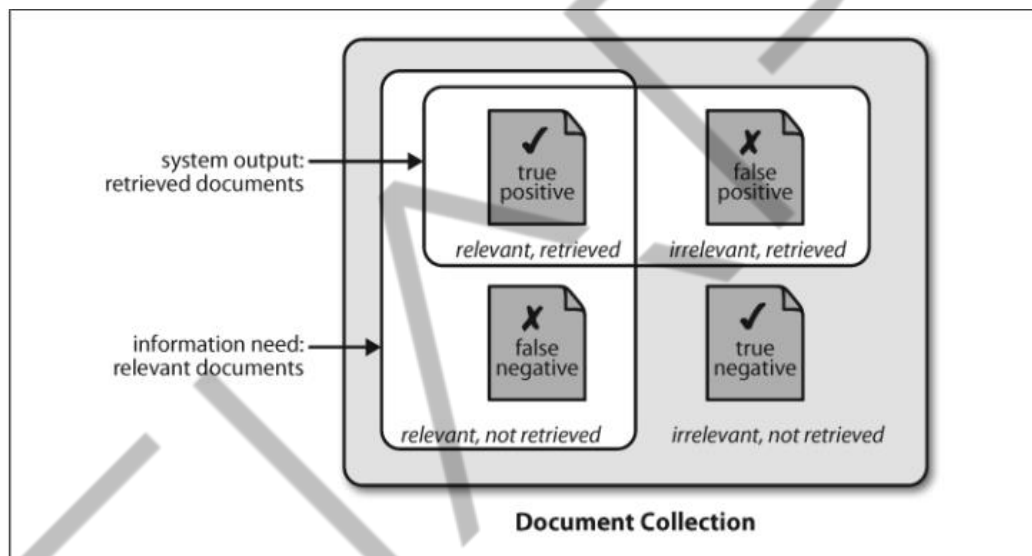 ✓
true
positive
✗
false
positive
system output:
retrieved documents
relevant, retrieved
irrelevant, retrieved
✗
false
negative
✓
true
negative
information need:
relevant documents
relevant, not retrieved
irrelevant, not retrieved
Document Collection